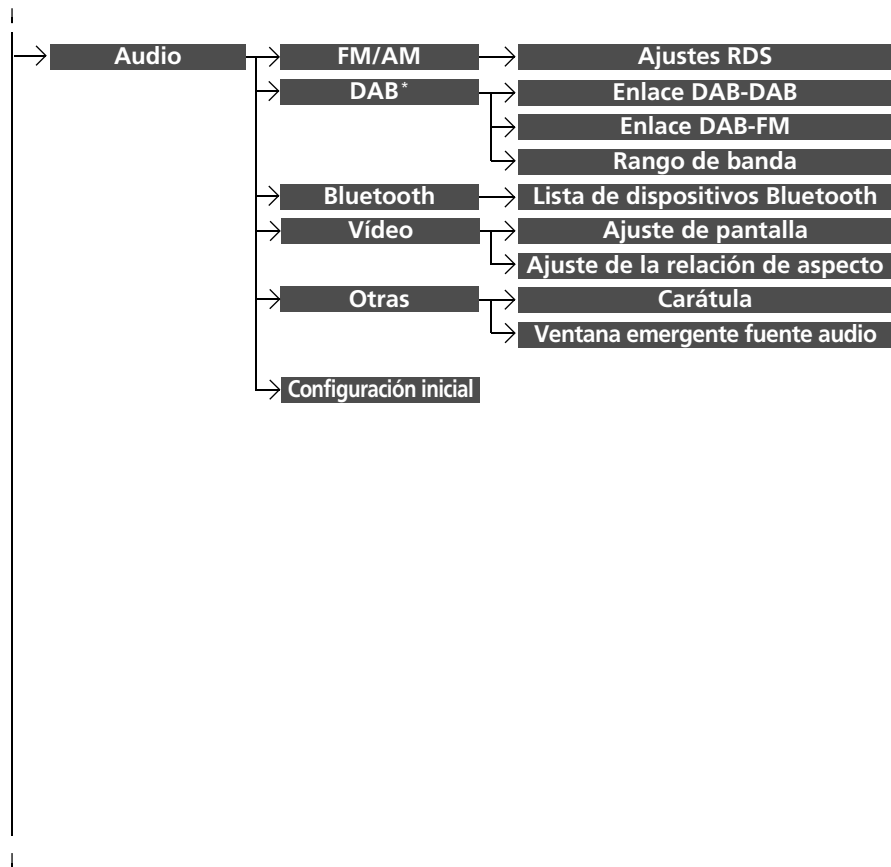 Audio
FM/AM
Ajustes RDS
DAB*
Enlace DAB-DAB
Enlace DAB-FM
Rango de banda
Bluetooth
Lista de dispositivos Bluetooth
Vídeo
Ajuste de pantalla
Ajuste de la relación de aspecto
Otras
Carátula
Ventana emergente fuente audio
Configuración inicial